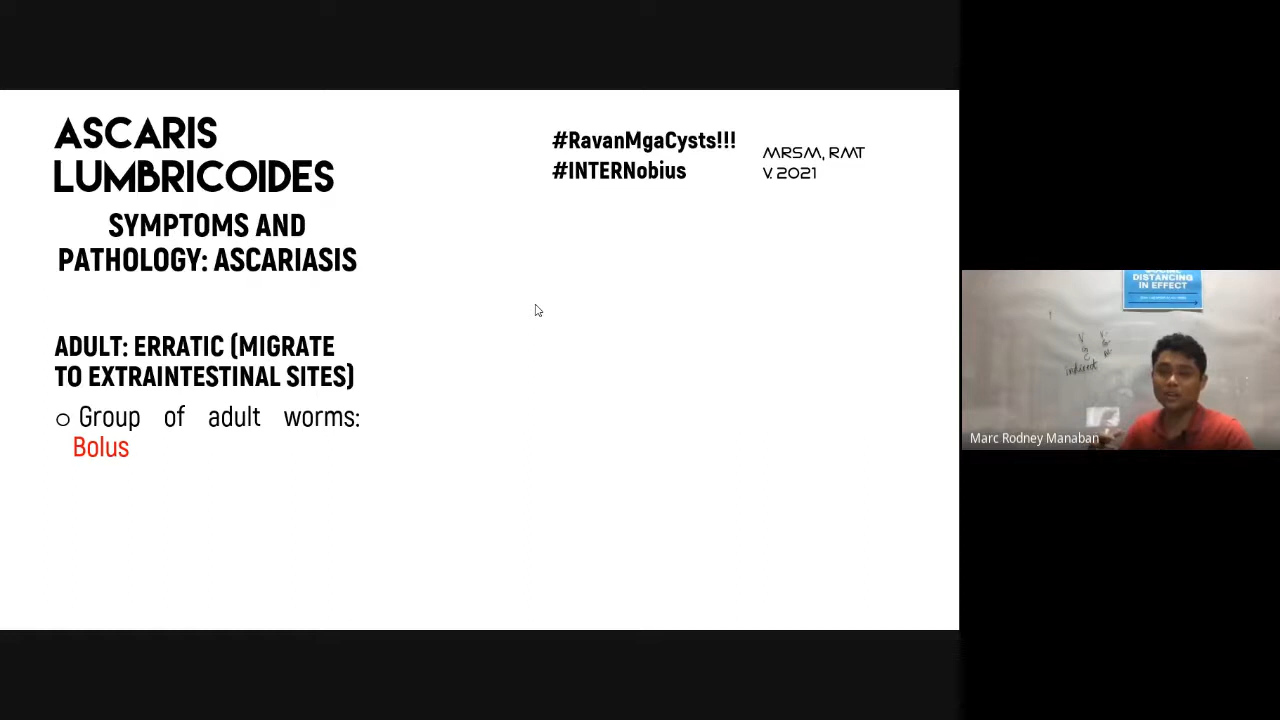 ASCARIS
LUMBRICOIDES
SYMPTOMS AND
PATHOLOGY: ASCARIASIS
ADULT: ERRATIC (MIGRATE
TO EXTRAINTESTINAL SITES)
o Group of adult worms:
Bolus
#RavanMgaCysts!!!
#INTERNobius
MRSM, RMT
V. 2021
DISTANCING
IN EFFECT
indirect
Marc Rodney Manaban